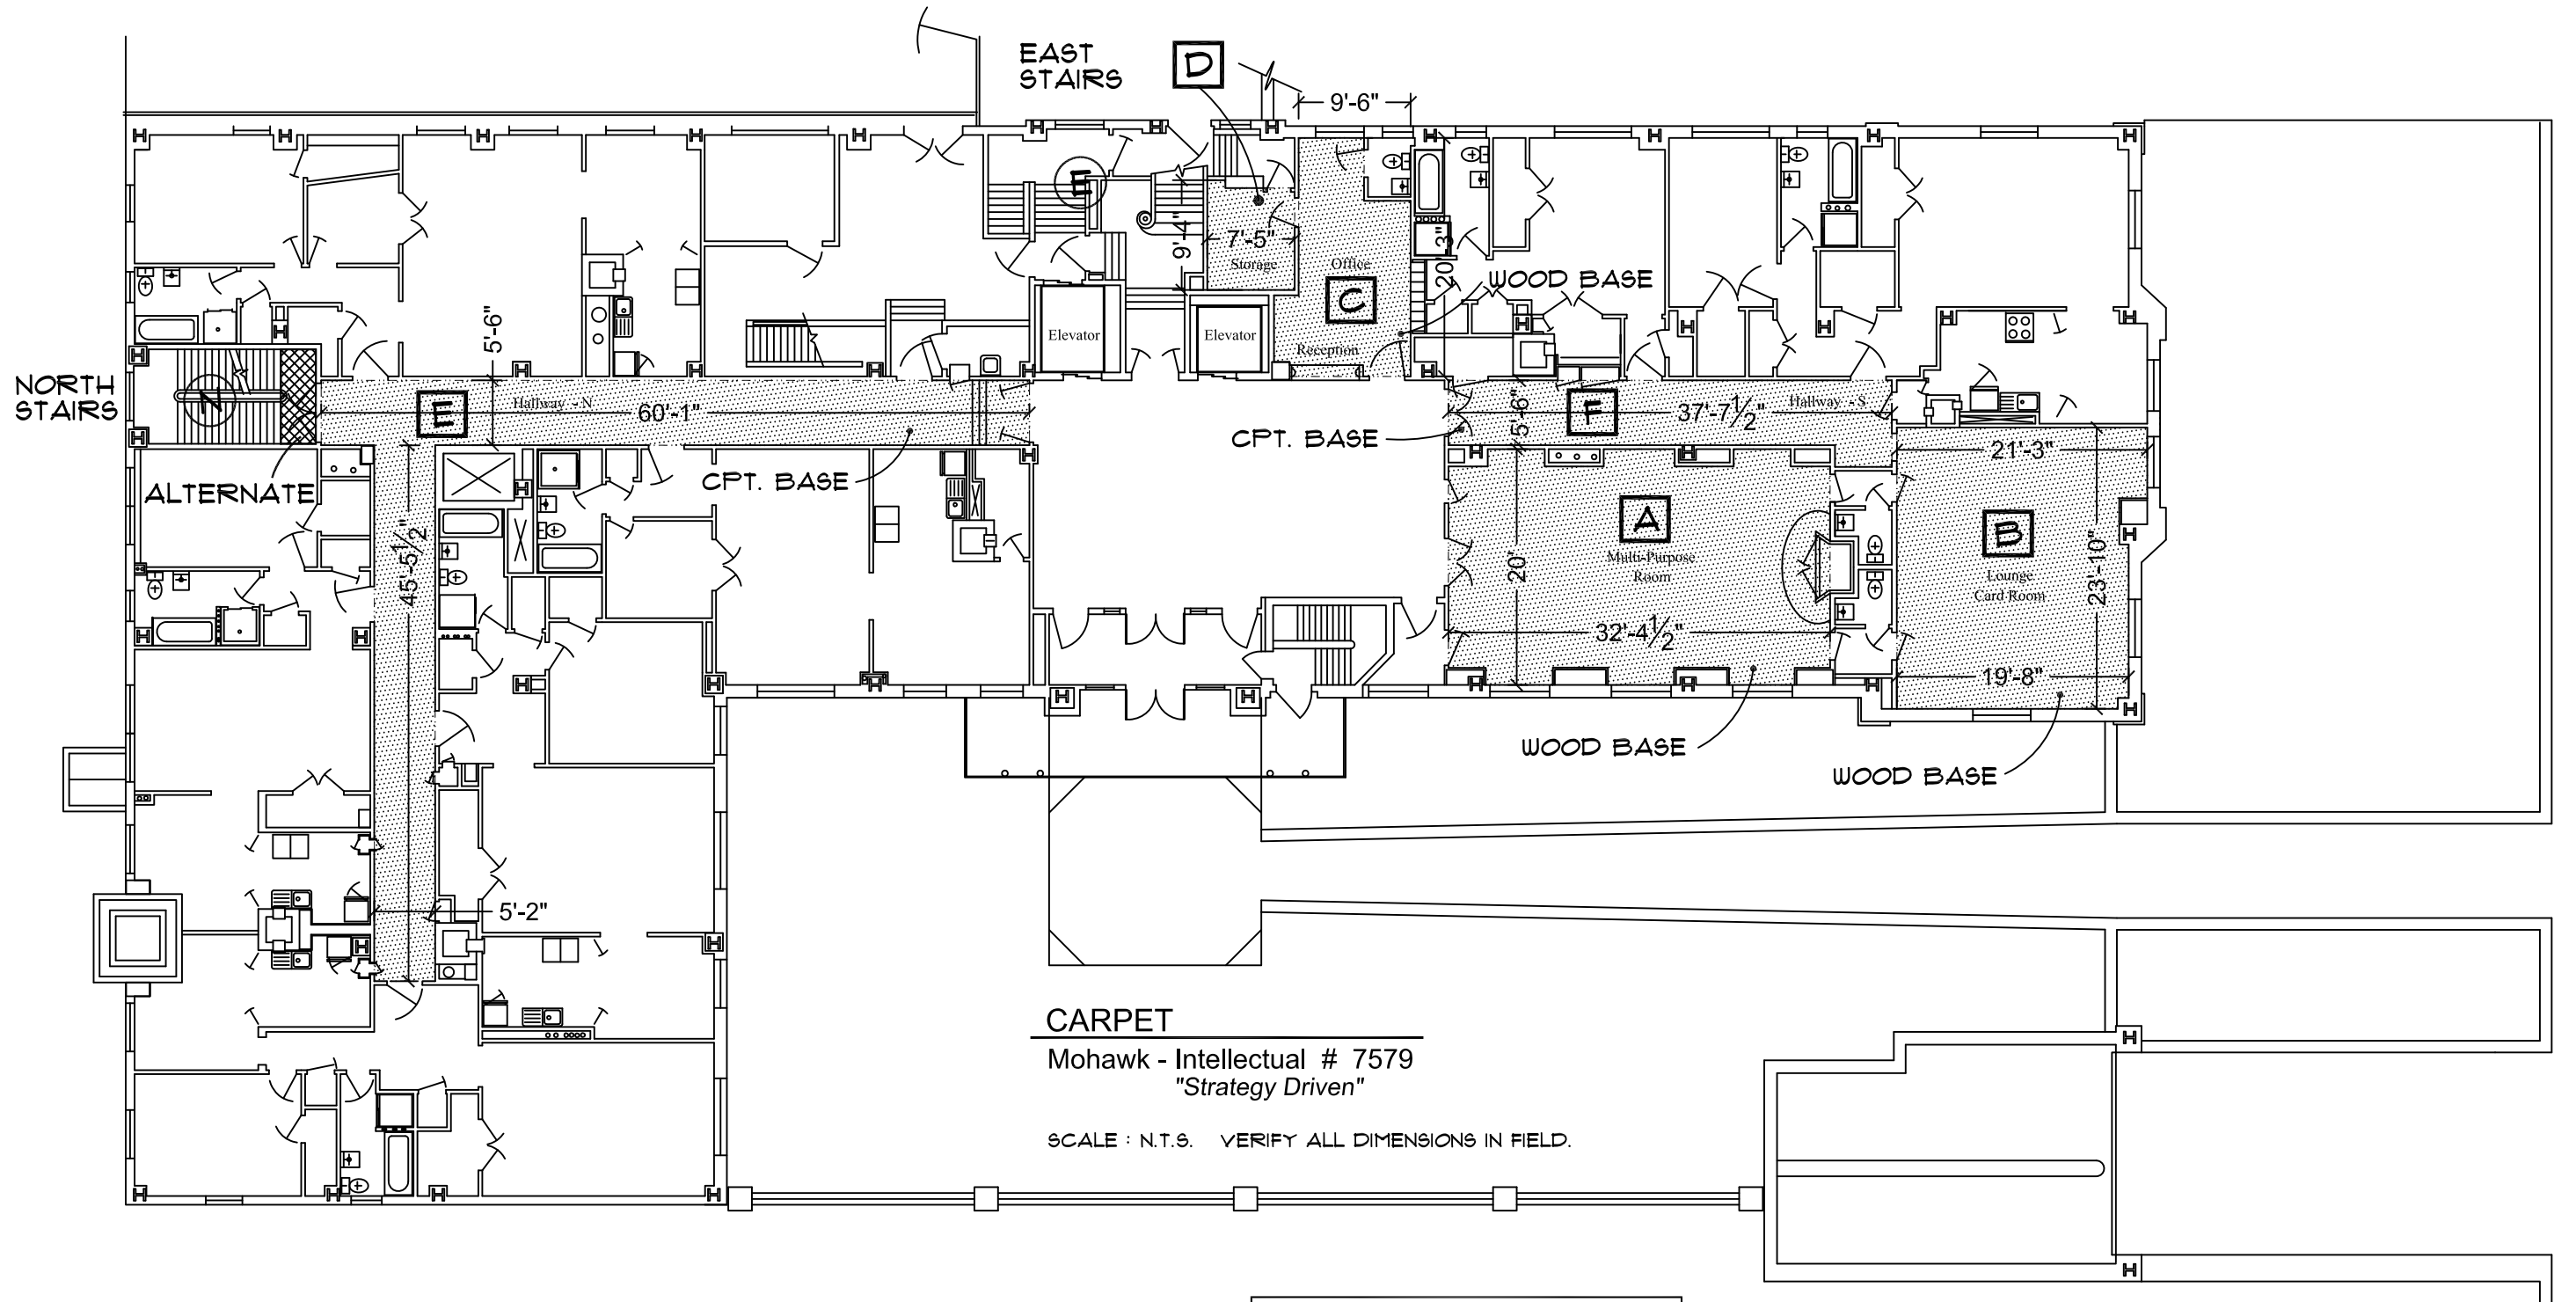 EAST
STAIRS
D
9'-6"
E
9'-4"
7'-5"
Storage
Office
20'-3"
WOOD BASE
C
Elevator
Elevator
Reception
5'-6"
NORTH
STAIRS
N
E
Hallway - N
60'-1"
5'-6"
F
37'-7 1/2"
Hallway - S
CPT. BASE
21'-3"
ALTERNATE
CPT. BASE
45'-5 1/2"
A
Multi-Purpose
Room
20'
B
Lounge
Card Room
23'-10"
32'-4 1/2"
19'-8"
WOOD BASE
WOOD BASE
5'-2"
CARPET
Mohawk - Intellectual # 7579
"Strategy Driven"
SCALE : N.T.S. VERIFY ALL DIMENSIONS IN FIELD.